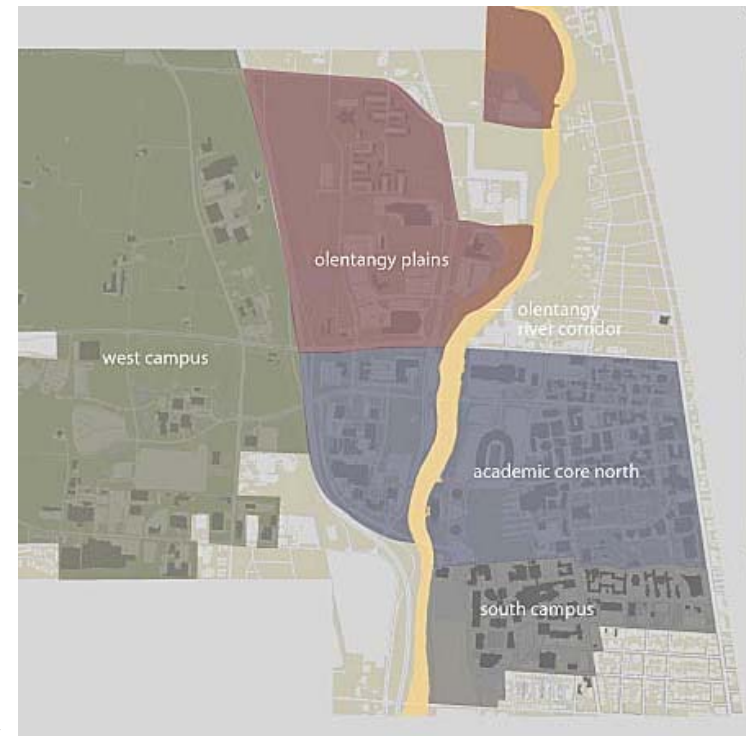 olentangy plains
olentangy
river corridor
west campus
academic core north
south campus